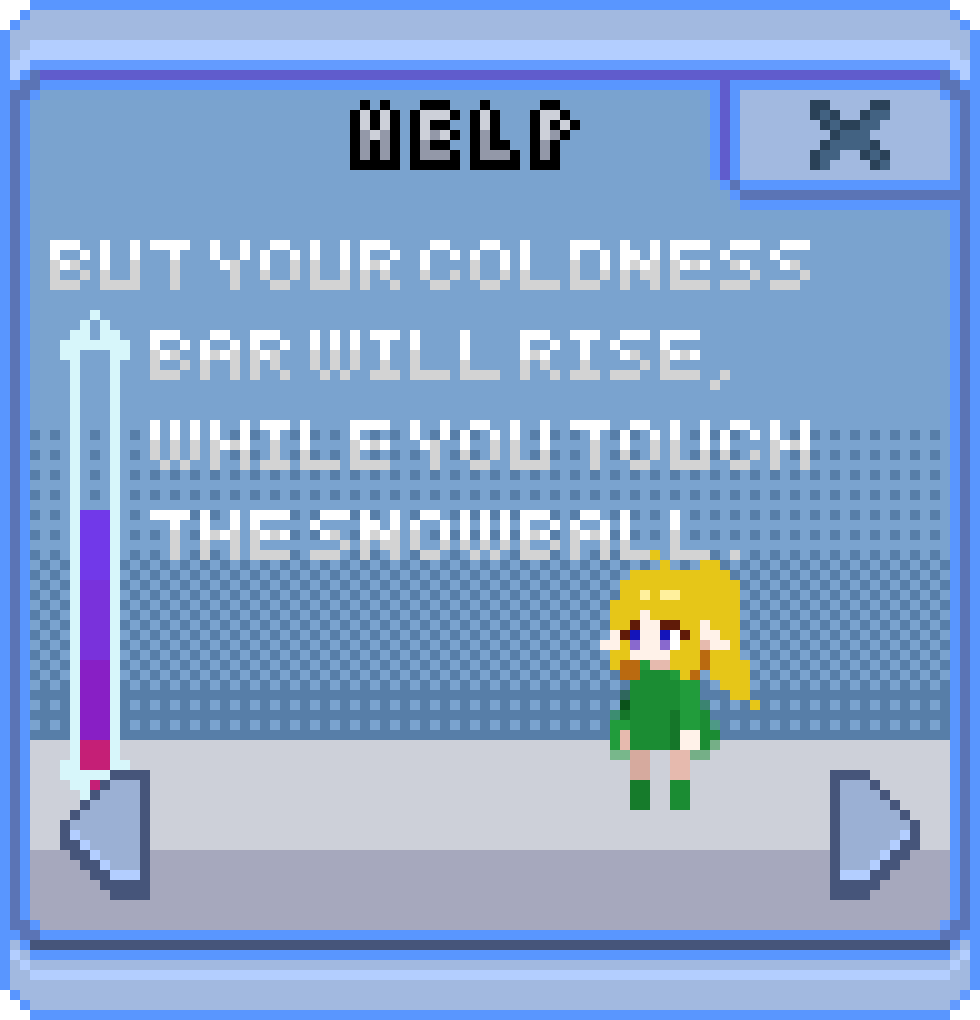 HELP
BUT YOUR COLDNESS
BAR WILL RISE,
WHILE YOU TOUCH
THE SNOWBALL.